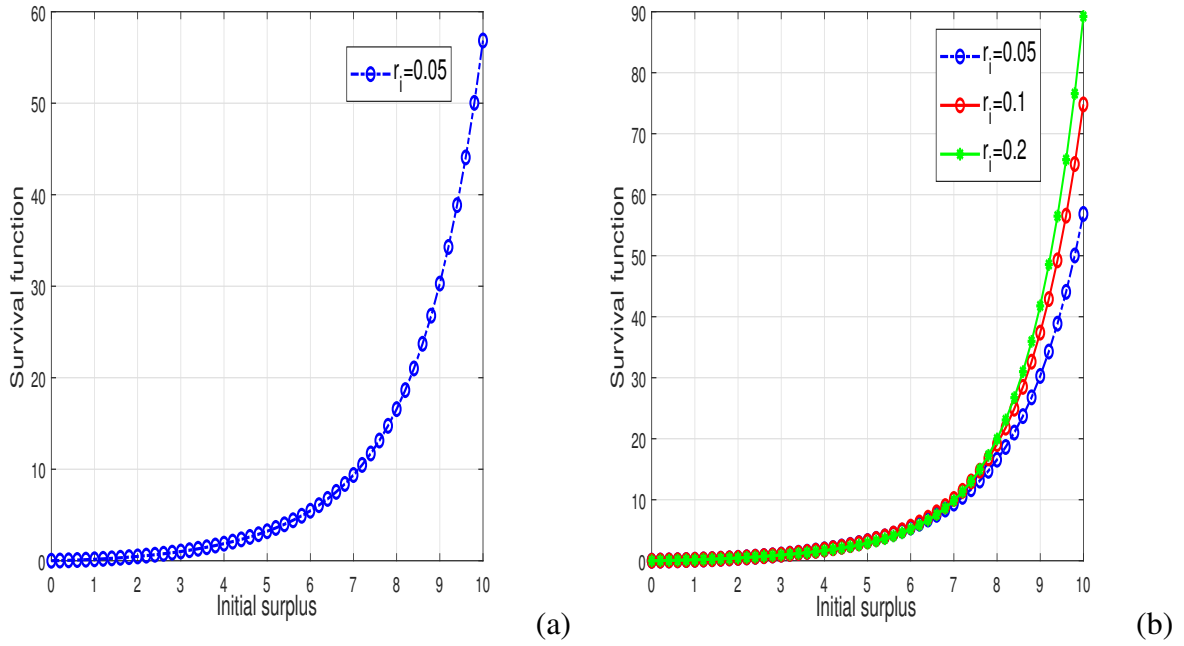 60
50
40
30
20
10
0
0 1 2 3 4 5 6 7 8 9 10
Survival function
Initial surplus
r_i=0.05
(a)
90
80
70
60
50
40
30
20
10
0
0 1 2 3 4 5 6 7 8 9 10
Survival function
Initial surplus
r_i=0.05
r_i=0.1
r_i=0.2
(b)